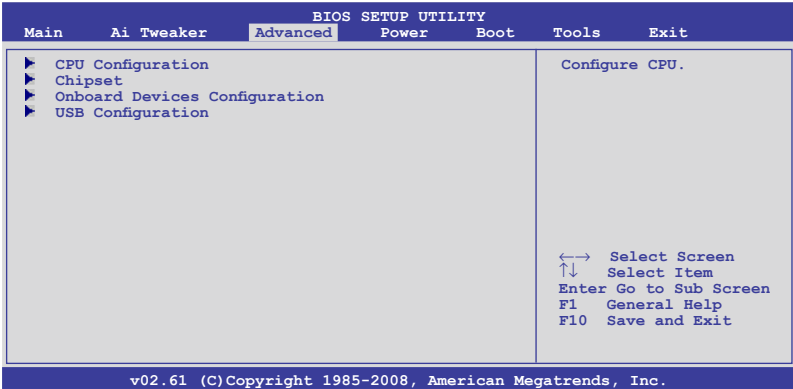 BIOS SETUP UTILITY
Main Ai Tweaker Advanced Power Boot Tools Exit
CPU Configuration
Chipset
Onboard Devices Configuration
USB Configuration
Configure CPU.
←→ Select Screen
↑↓ Select Item
Enter Go to Sub Screen
F1 General Help
F10 Save and Exit
v02.61 (C)Copyright 1985-2008, American Megatrends, Inc.